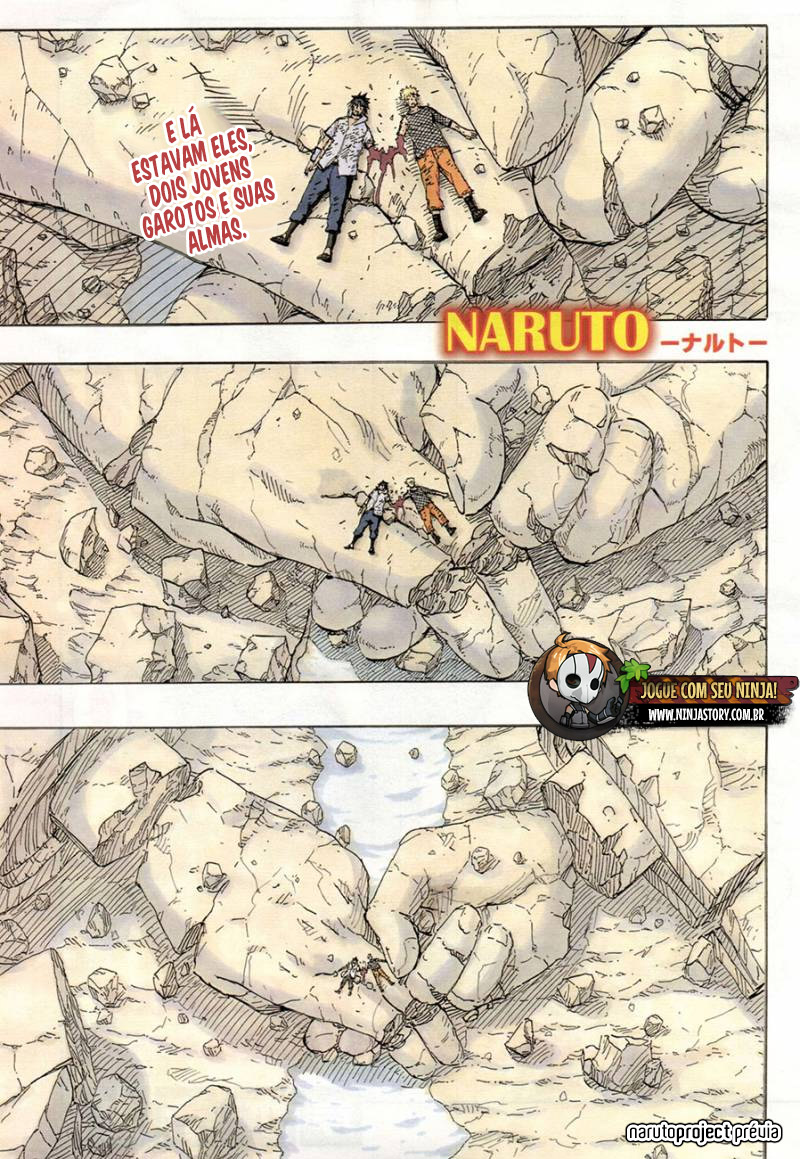 E LÁ
ESTAVAM ELES,
DOIS JOVENS
GAROTOS E SUAS
ALMAS.
NARUTO ーナルトー
JOGUE COM SEU NINJA!
WWW.NINJASTORY.COM.BR
narutoproject prévia